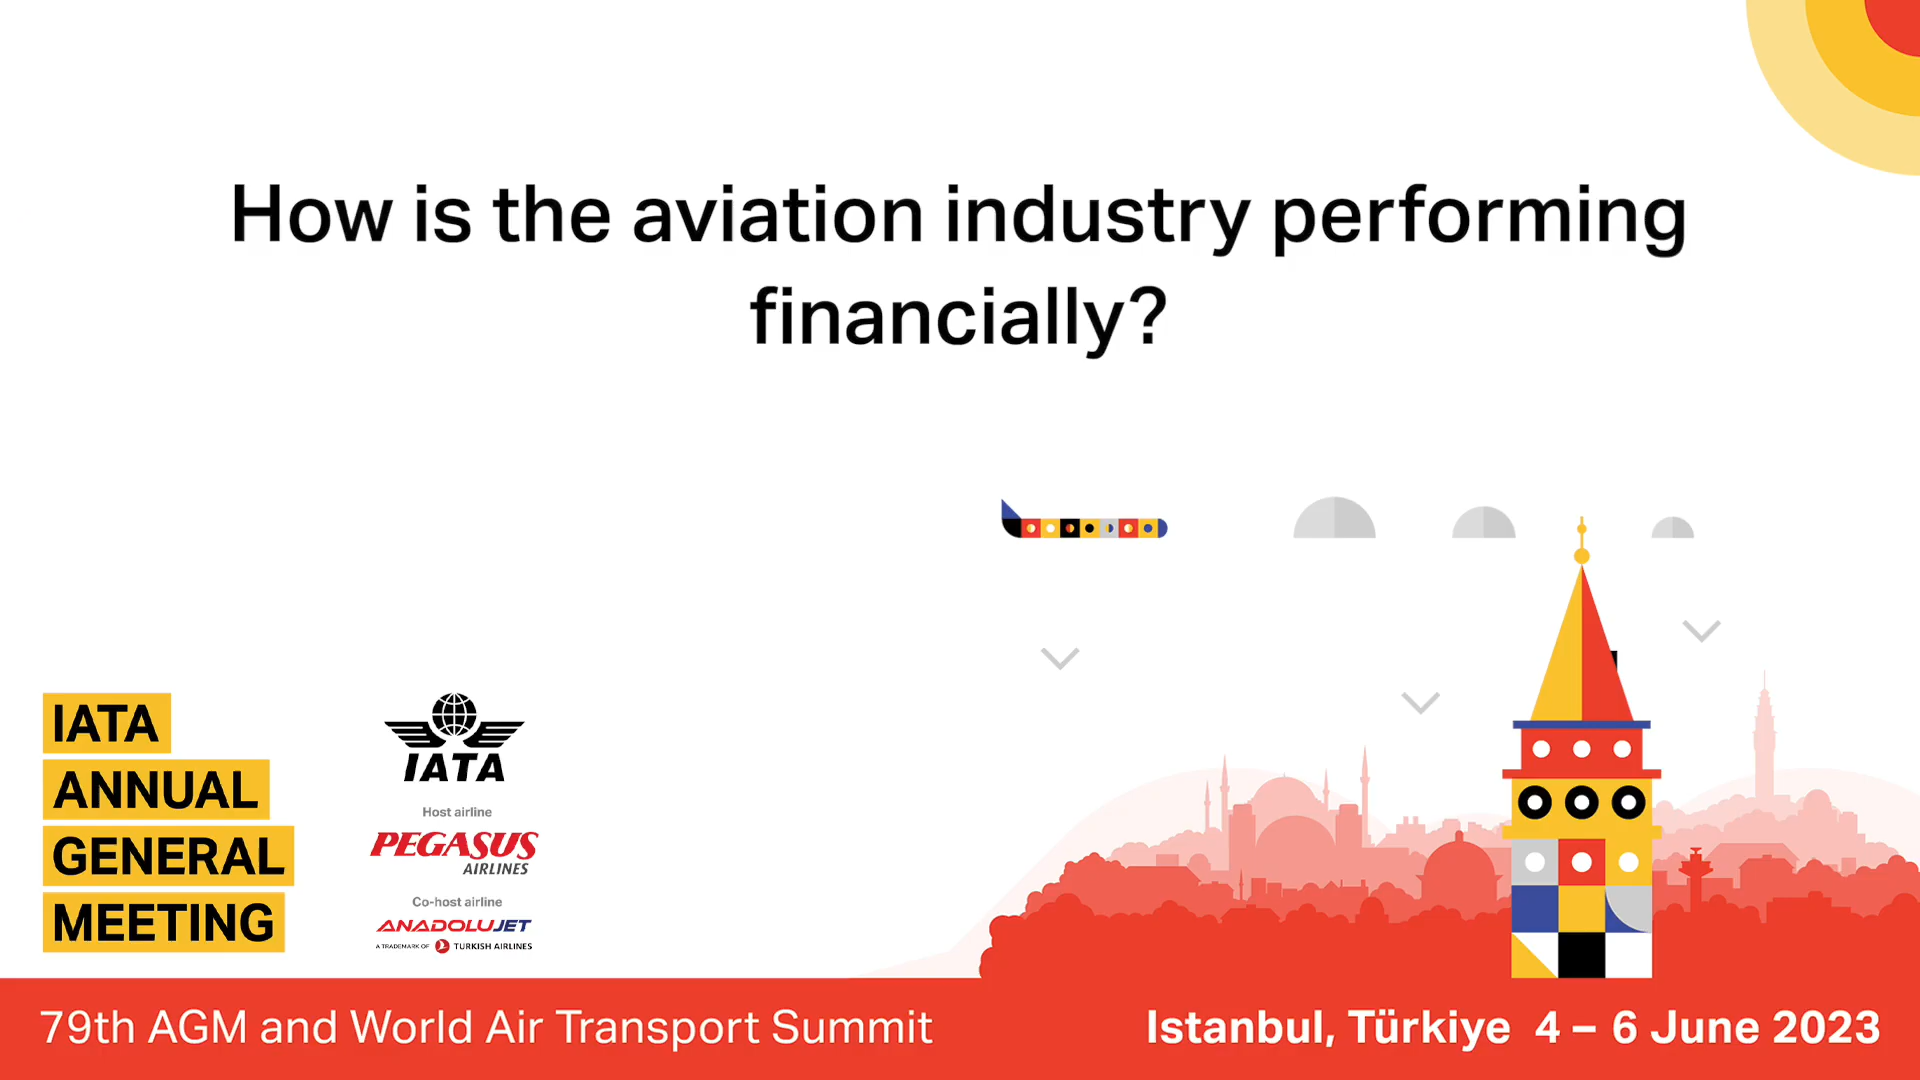 How is the aviation industry performing
financially?
IATA
ANNUAL
GENERAL
MEETING
IATA
Host airline
PEGASUS
AIRLINES
Co-host airline
ANADOLUJET
A TRADEMARK OF TURKISH AIRLINES
79th AGM and World Air Transport Summit
Istanbul, Türkiye 4 – 6 June 2023